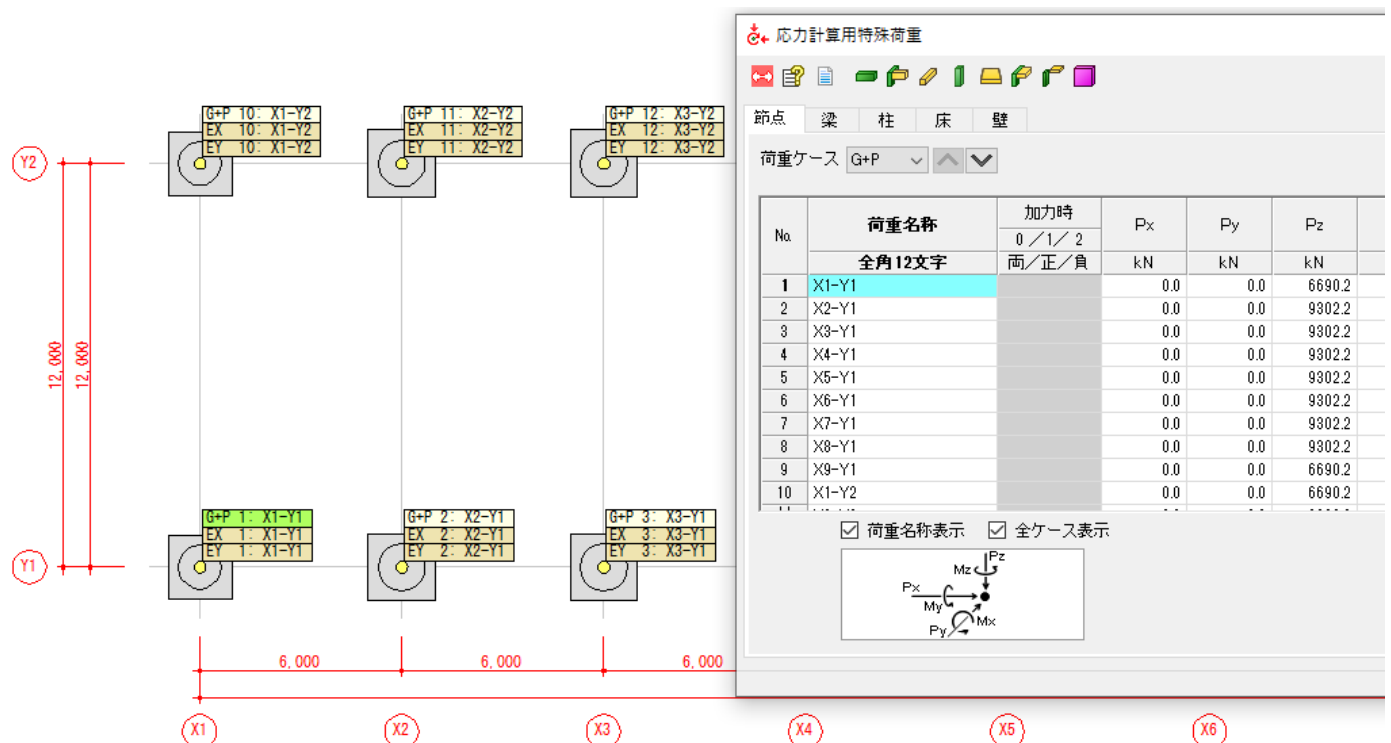 応力計算用特殊荷重
節点 梁 柱 床 壁
荷重ケース G+P
No. 荷重名称 加力時 Px Py Pz
0／1／2
全角12文字 両／正／負 kN kN kN
1 X1-Y1 0.0 0.0 6690.2
2 X2-Y1 0.0 0.0 9302.2
3 X3-Y1 0.0 0.0 9302.2
4 X4-Y1 0.0 0.0 9302.2
5 X5-Y1 0.0 0.0 9302.2
6 X6-Y1 0.0 0.0 9302.2
7 X7-Y1 0.0 0.0 9302.2
8 X8-Y1 0.0 0.0 9302.2
9 X9-Y1 0.0 0.0 6690.2
10 X1-Y2 0.0 0.0 6690.2
荷重名称表示 全ケース表示
Pz
Mz
Px
My
Mx
Py
G+P 10: X1-Y2
EX 10: X1-Y2
EY 10: X1-Y2
G+P 11: X2-Y2
EX 11: X2-Y2
EY 11: X2-Y2
G+P 12: X3-Y2
EX 12: X3-Y2
EY 12: X3-Y2
Y2
12,000
12,000
G+P 1: X1-Y1
EX 1: X1-Y1
EY 1: X1-Y1
G+P 2: X2-Y1
EX 2: X2-Y1
EY 2: X2-Y1
G+P 3: X3-Y1
EX 3: X3-Y1
EY 3: X3-Y1
Y1
6,000 6,000 6,000
X1 X2 X3 X4 X5 X6